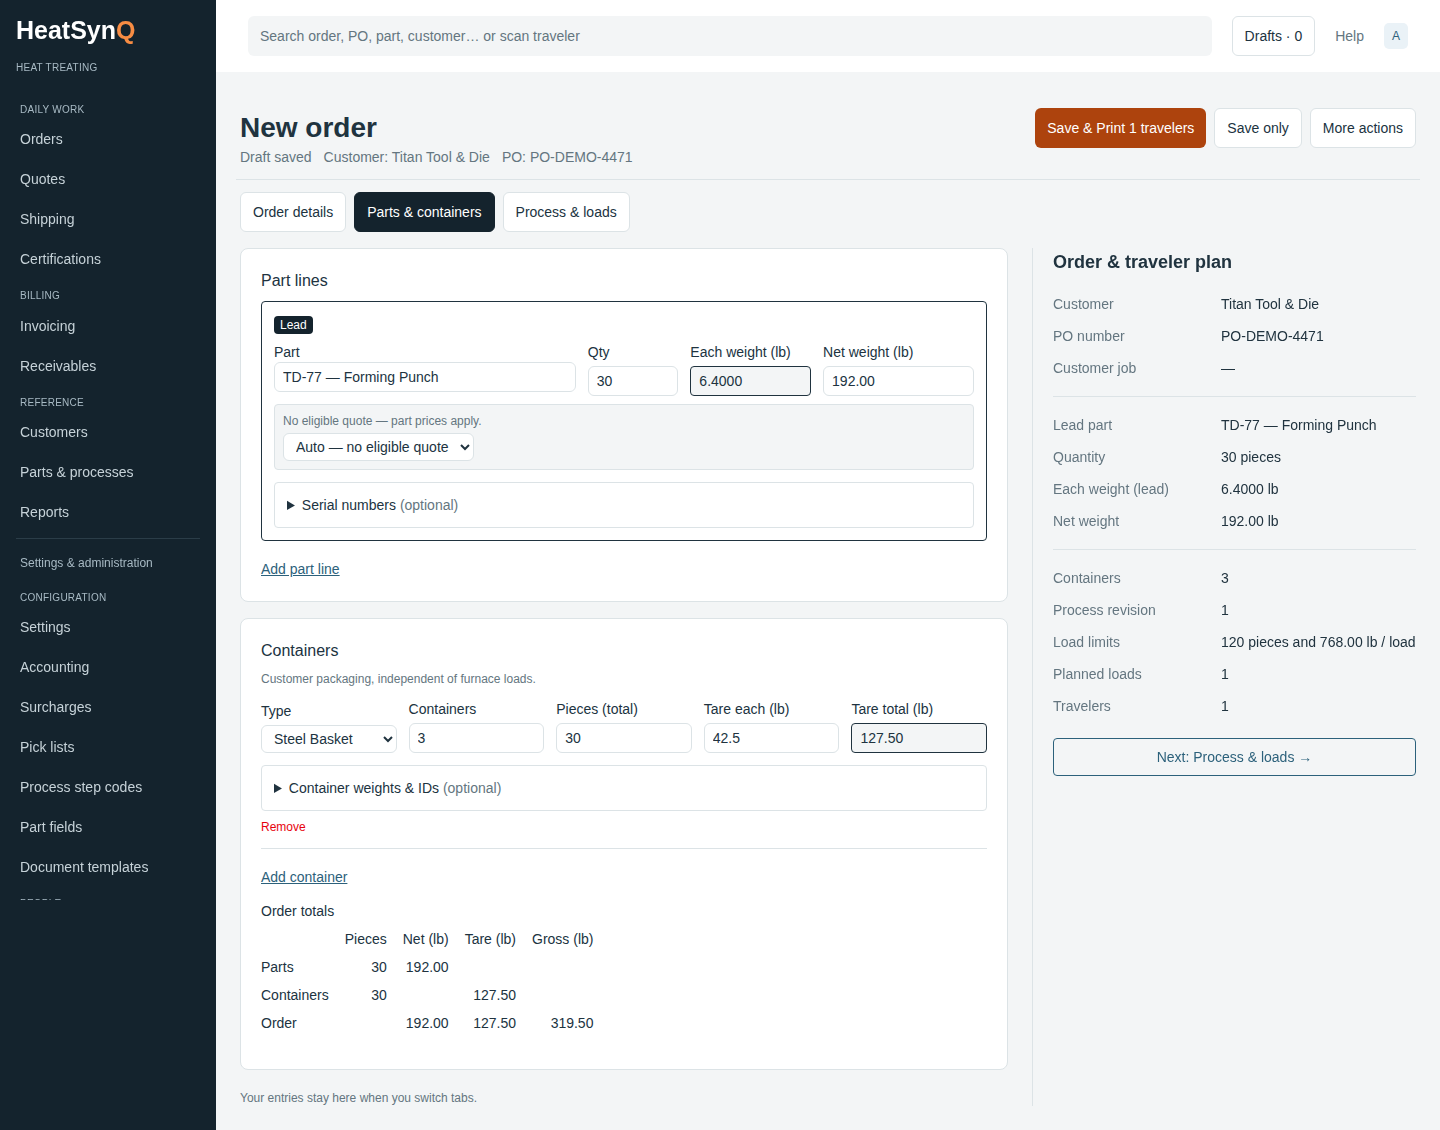 HeatSynQ
HEAT TREATING
DAILY WORK
Orders
Quotes
Shipping
Certifications
BILLING
Invoicing
Receivables
REFERENCE
Customers
Parts & processes
Reports
Settings & administration
CONFIGURATION
Settings
Accounting
Surcharges
Pick lists
Process step codes
Part fields
Document templates
Search order, PO, part, customer… or scan traveler
Drafts · 0
Help
A
New order
Draft saved Customer: Titan Tool & Die PO: PO-DEMO-4471
Save & Print 1 travelers
Save only
More actions
Order details
Parts & containers
Process & loads
Part lines
Lead
Part Qty Each weight (lb) Net weight (lb)
TD-77 — Forming Punch 30 6.4000 192.00
No eligible quote — part prices apply.
Auto — no eligible quote
Serial numbers (optional)
Add part line
Containers
Customer packaging, independent of furnace loads.
Type Containers Pieces (total) Tare each (lb) Tare total (lb)
Steel Basket 3 30 42.5 127.50
Container weights & IDs (optional)
Remove
Add container
Order totals
Pieces Net (lb) Tare (lb) Gross (lb)
Parts 30 192.00
Containers 30 127.50
Order 192.00 127.50 319.50
Your entries stay here when you switch tabs.
Order & traveler plan
Customer Titan Tool & Die
PO number PO-DEMO-4471
Customer job —
Lead part TD-77 — Forming Punch
Quantity 30 pieces
Each weight (lead) 6.4000 lb
Net weight 192.00 lb
Containers 3
Process revision 1
Load limits 120 pieces and 768.00 lb / load
Planned loads 1
Travelers 1
Next: Process & loads →